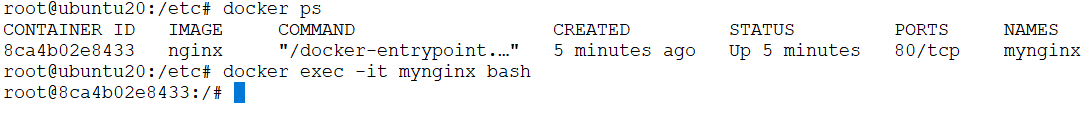 root@ubuntu20:/etc# docker ps
CONTAINER ID   IMAGE     COMMAND                  CREATED         STATUS         PORTS     NAMES
8ca4b02e8433   nginx     "/docker-entrypoint.…"   5 minutes ago   Up 5 minutes   80/tcp    mynginx
root@ubuntu20:/etc# docker exec -it mynginx bash
root@8ca4b02e8433:/#